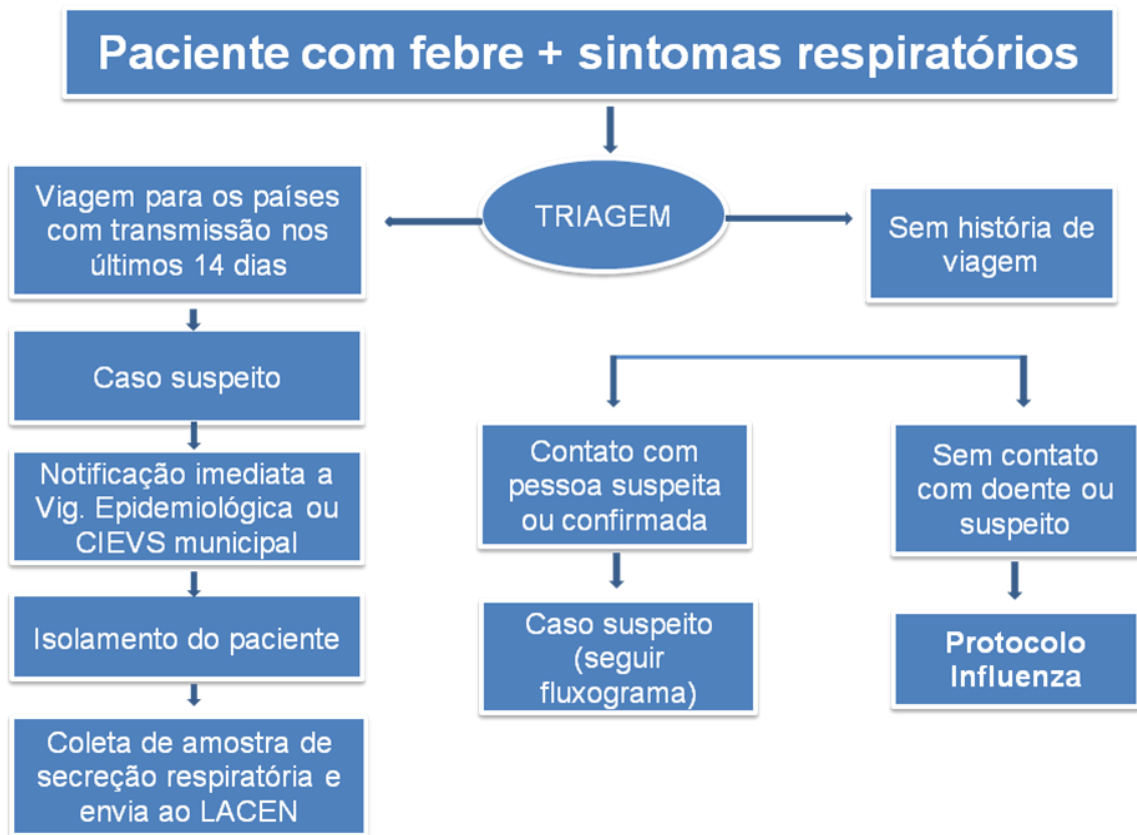 Paciente com febre + sintomas respiratórios
TRIAGEM
Viagem para os países
com transmissão nos
últimos 14 dias
Sem história de
viagem
Caso suspeito
Notificação imediata a
Vig. Epidemiológica ou
CIEVS municipal
Isolamento do paciente
Coleta de amostra de
secreção respiratória e
envia ao LACEN
Contato com
pessoa suspeita
ou confirmada
Caso suspeito
(seguir
fluxograma)
Sem contato
com doente ou
suspeito
Protocolo
Influenza